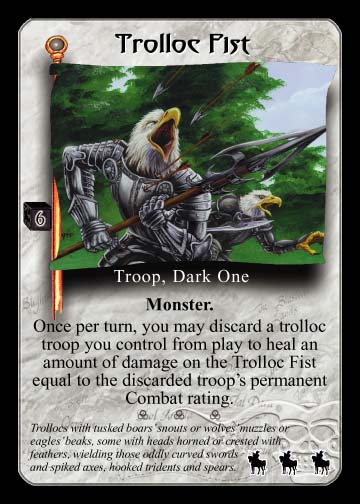 Trolloc Fist
6
Troop, Dark One
Monster.
Once per turn, you may discard a trolloc
troop you control from play to heal an
amount of damage on the Trolloc Fist
equal to the discarded troop's permanent
Combat rating.
Trollocs with tusked boars 'snouts or wolves' muzzles or
eagles' beaks, some with heads horned or crested with
feathers, wielding those oddly curved swords
and spiked axes, hooked tridents and spears.